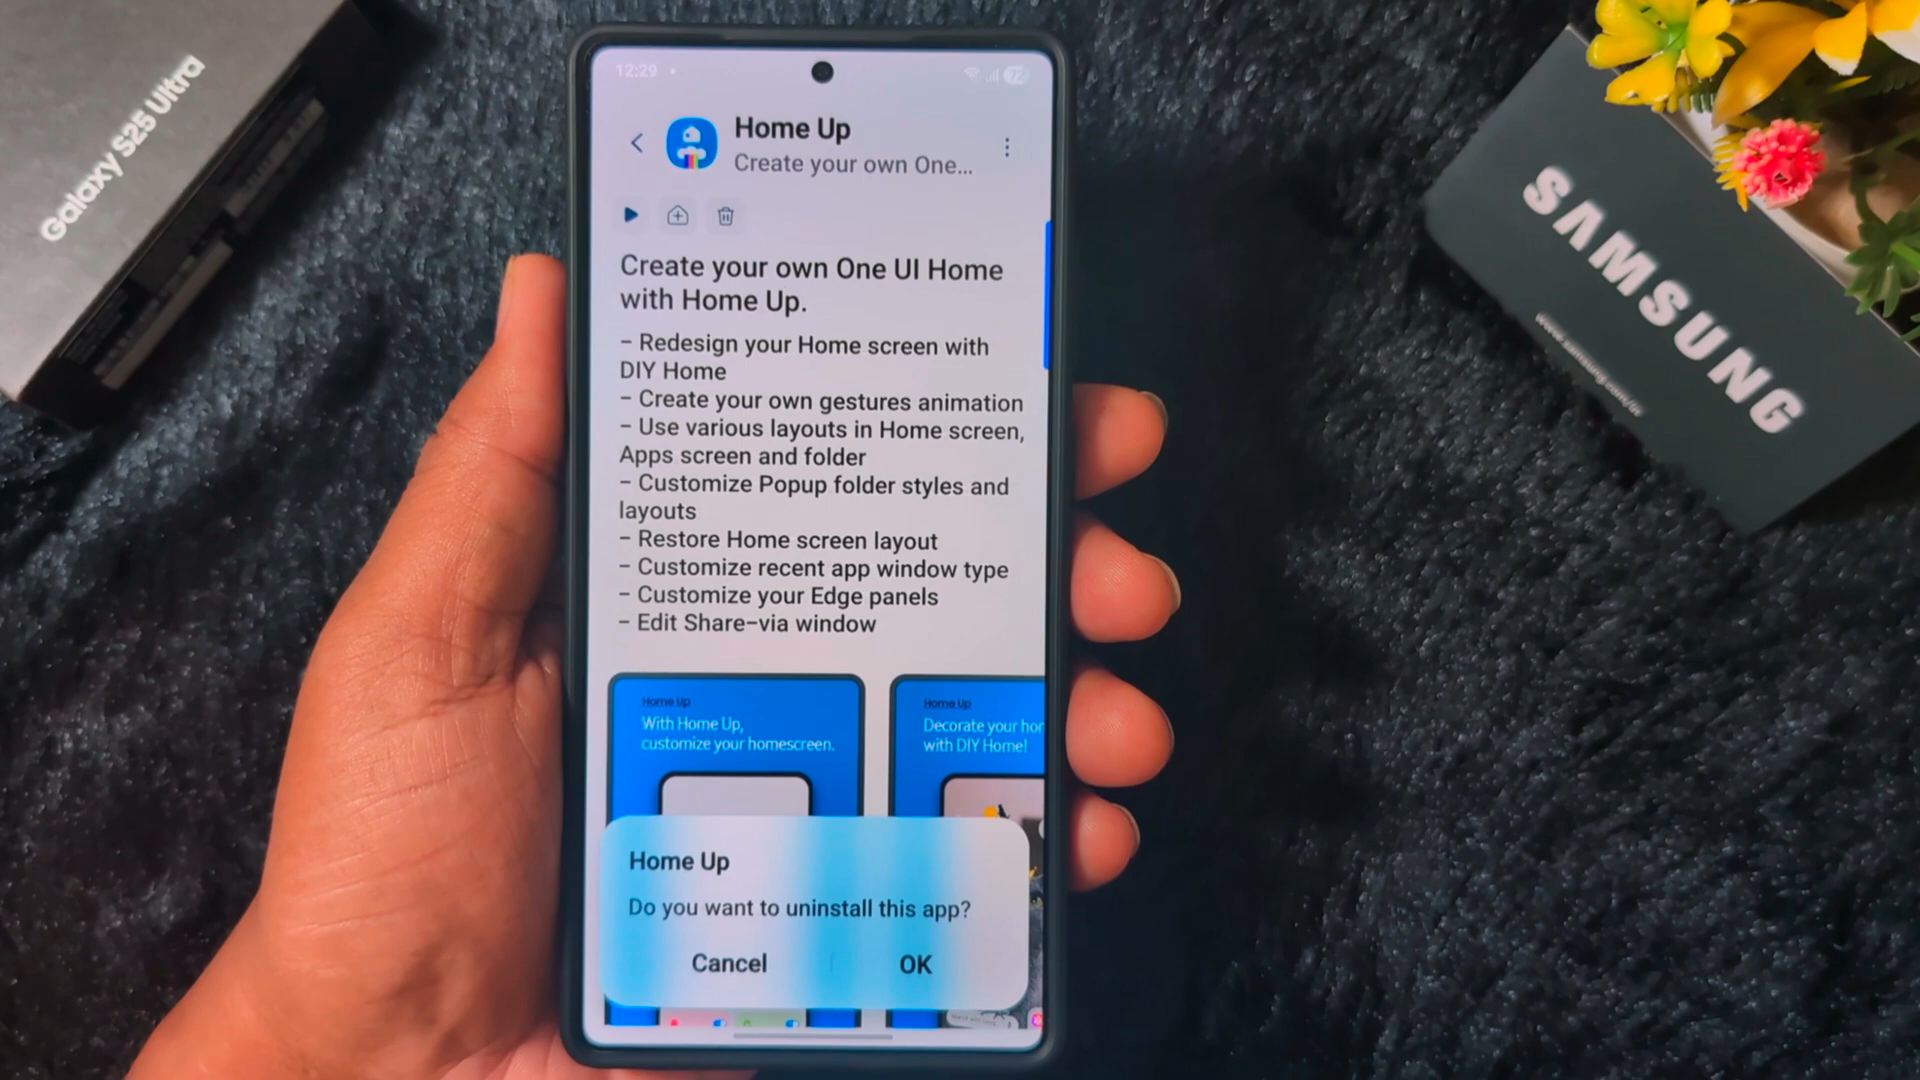 Galaxy S25 Ultra
12:29
72
Home Up
Create your own One...
Create your own One UI Home
with Home Up.
- Redesign your Home screen with
DIY Home
- Create your own gestures animation
- Use various layouts in Home screen,
Apps screen and folder
- Customize Popup folder styles and
layouts
- Restore Home screen layout
- Customize recent app window type
- Customize your Edge panels
- Edit Share-via window
Home Up
With Home Up,
customize your homescreen.
Home Up
Decorate your hor
with DIY Home!
Home Up
Do you want to uninstall this app?
Cancel
OK
SAMSUNG